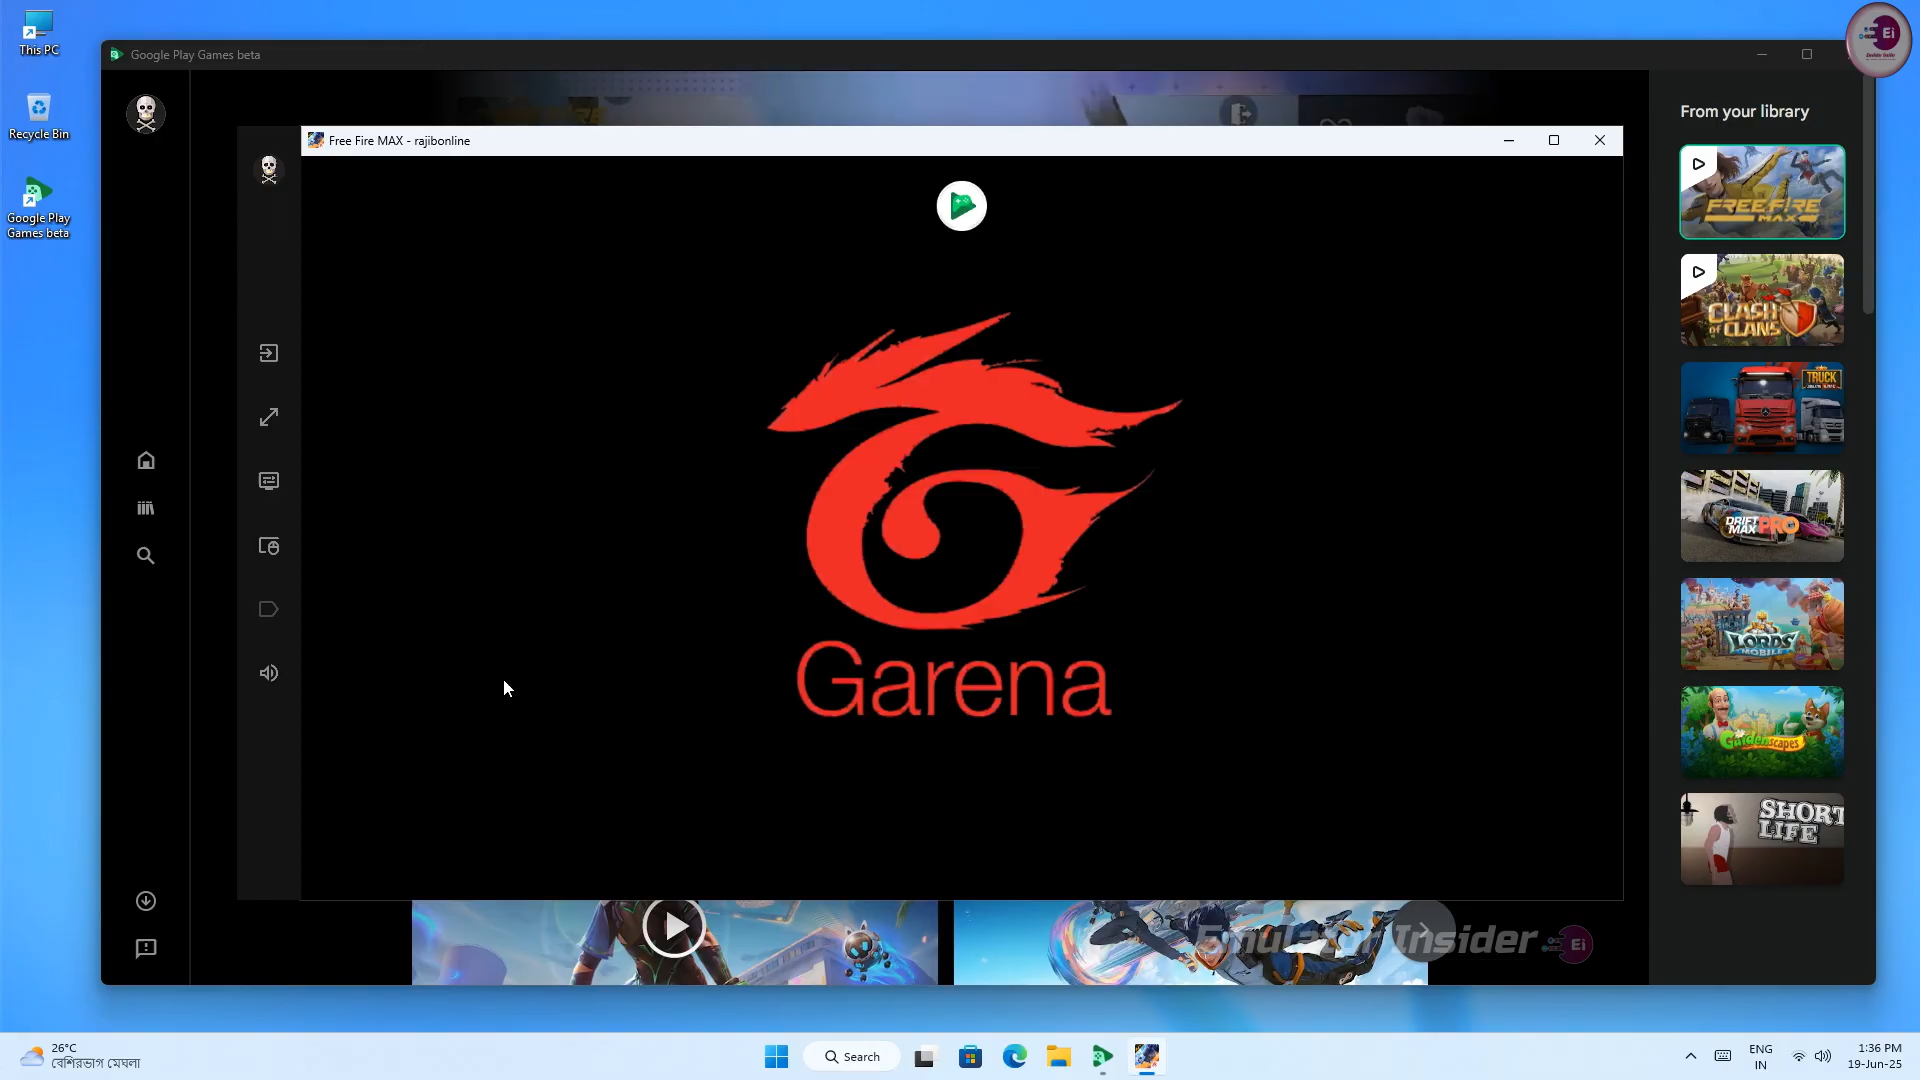 This PC
Recycle Bin
Google Play
Games beta
Google Play Games beta
Free Fire MAX - rajibonline
Garena
From your library
FREE FIRE
MAX
CLASH
OF CLANS
TRUCK
DRIFT
MAX PRO
LORDS
MOBILE
Gardenscapes
SHORT
LIFE
Emulator Insider
Ei
Ei
26°C
বেশিরভাগ মেঘলা
Search
ENG
IN
1:36 PM
19-Jun-25